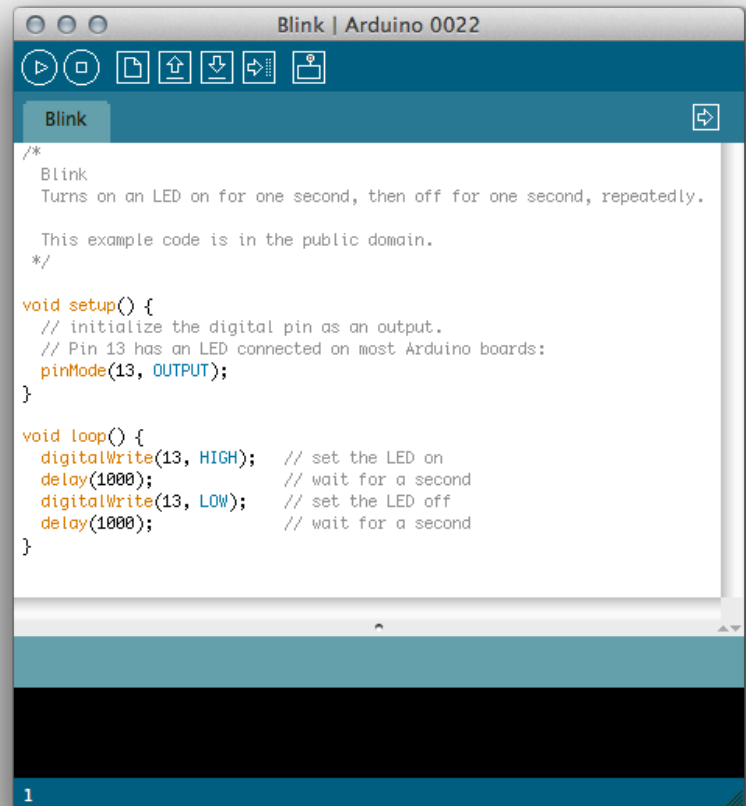 Blink | Arduino 0022
Blink
/*
  Blink
  Turns on an LED on for one second, then off for one second, repeatedly.

  This example code is in the public domain.
 */

void setup() {
  // initialize the digital pin as an output.
  // Pin 13 has an LED connected on most Arduino boards:
  pinMode(13, OUTPUT);
}

void loop() {
  digitalWrite(13, HIGH);   // set the LED on
  delay(1000);              // wait for a second
  digitalWrite(13, LOW);    // set the LED off
  delay(1000);              // wait for a second
}
1